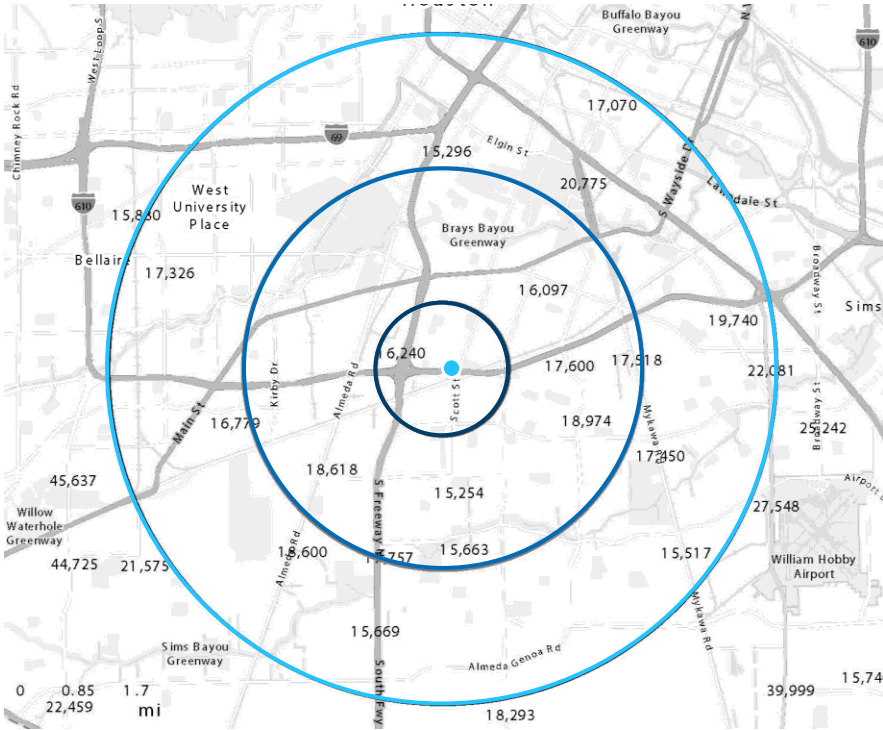 Houston
Buffalo Bayou
Greenway
610
West Loop S
Chimney Rock Rd
17,070
69
Elgin St
15,296
S Wayside Dr
20,775
Lawndale St
West
University
Place
610
15,830
Brays Bayou
Greenway
Bellaire
17,326
Broadway St
16,097
Sims
19,740
16,240
17,600
17,518
22,081
Kirby Dr
Almeda Rd
Scott St
Main St
16,779
18,974
Mykawa Rd
Broadway St
25,242
17,450
18,618
45,637
15,254
S Freeway
Airport
27,548
Willow
Waterhole
Greenway
15,663
15,517
44,725
21,575
Almeda Rd
William Hobby
Airport
Mykawa Rd
15,669
Sims Bayou
Greenway
Almeda Genoa Rd
South Fwy
0 0.85 1.7
mi
22,459
39,999
18,293